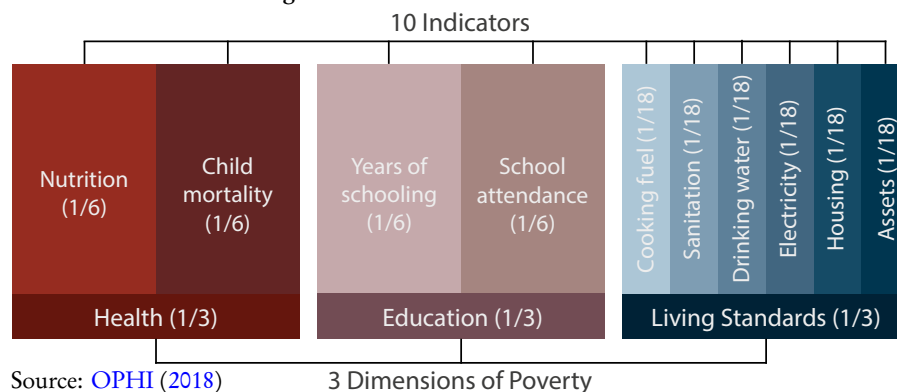 10 Indicators
Nutrition
(1/6)
Child
mortality
(1/6)
Years of
schooling
(1/6)
School
attendance
(1/6)
Cooking fuel (1/18)
Sanitation (1/18)
Drinking water (1/18)
Electricity (1/18)
Housing (1/18)
Assets (1/18)
Health (1/3)
Education (1/3)
Living Standards (1/3)
Source: OPHI (2018)
3 Dimensions of Poverty